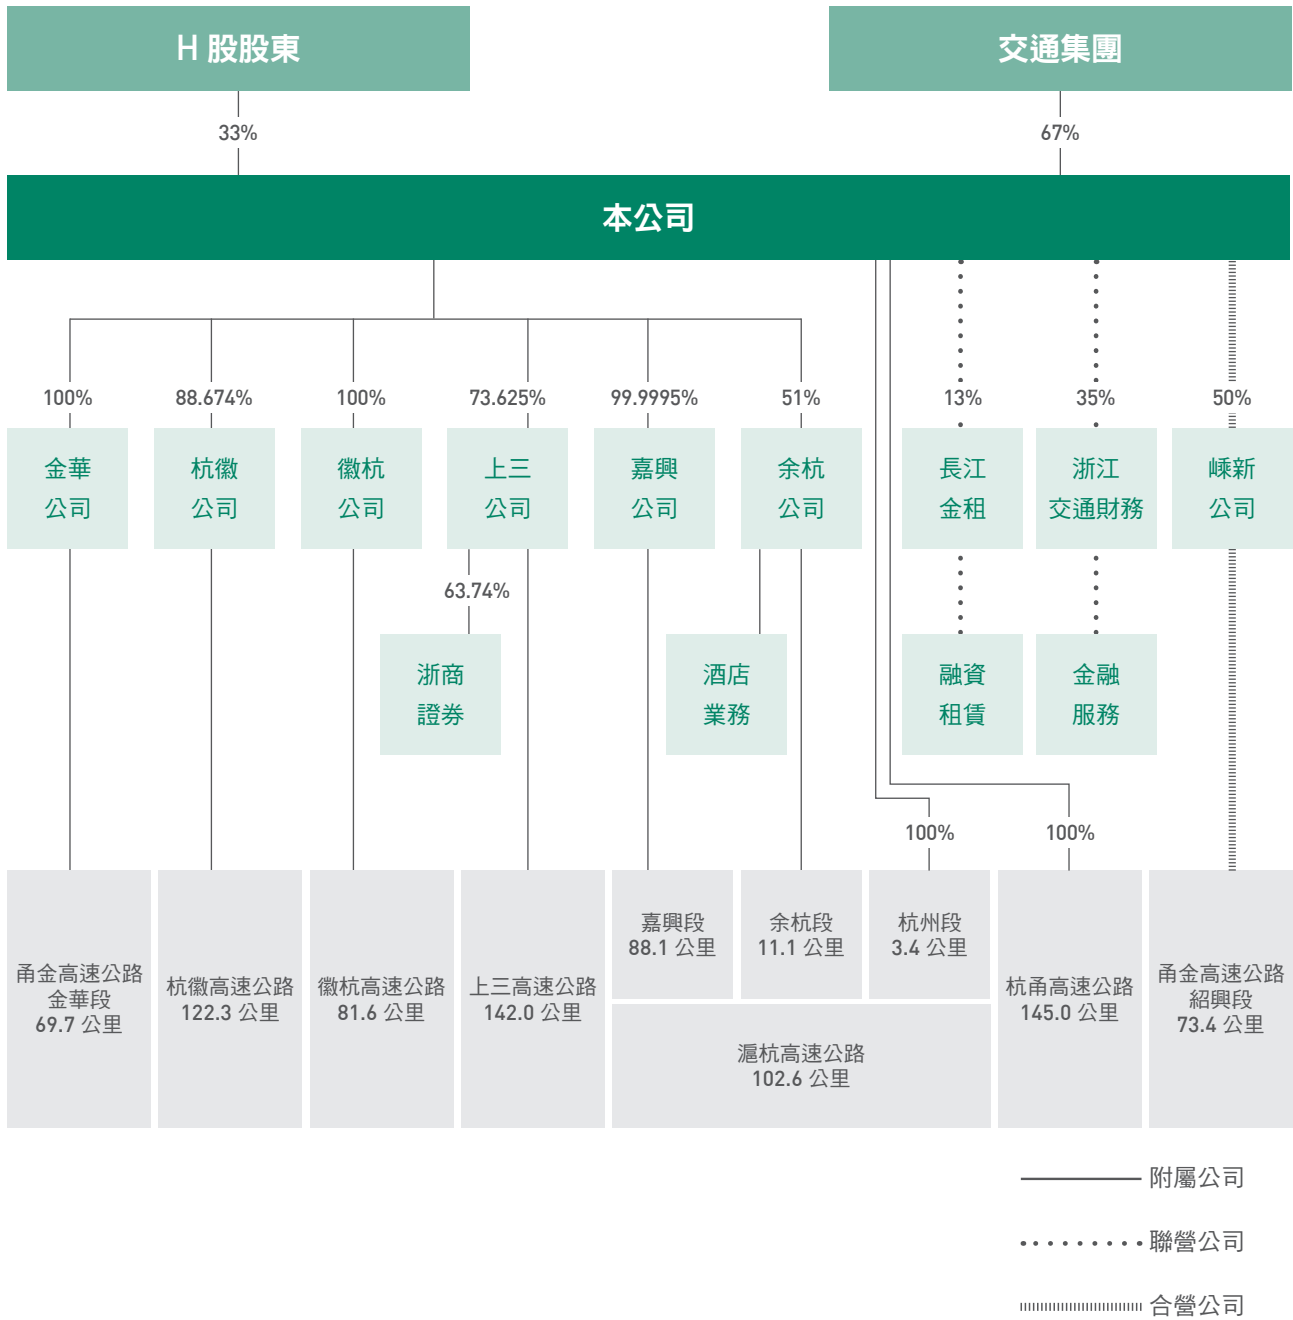 H 股股東
交通集團
33%
67%
本公司
100%
88.674%
100%
73.625%
99.9995%
51%
13%
35%
50%
金華
公司
杭徽
公司
徽杭
公司
上三
公司
嘉興
公司
余杭
公司
長江
金租
浙江
交通財務
嵊新
公司
63.74%
浙商
證券
酒店
業務
融資
租賃
金融
服務
100%
100%
甬金高速公路
金華段
69.7 公里
杭徽高速公路
122.3 公里
徽杭高速公路
81.6 公里
上三高速公路
142.0 公里
嘉興段
88.1 公里
余杭段
11.1 公里
杭州段
3.4 公里
滬杭高速公路
102.6 公里
杭甬高速公路
145.0 公里
甬金高速公路
紹興段
73.4 公里
附屬公司
聯營公司
合營公司